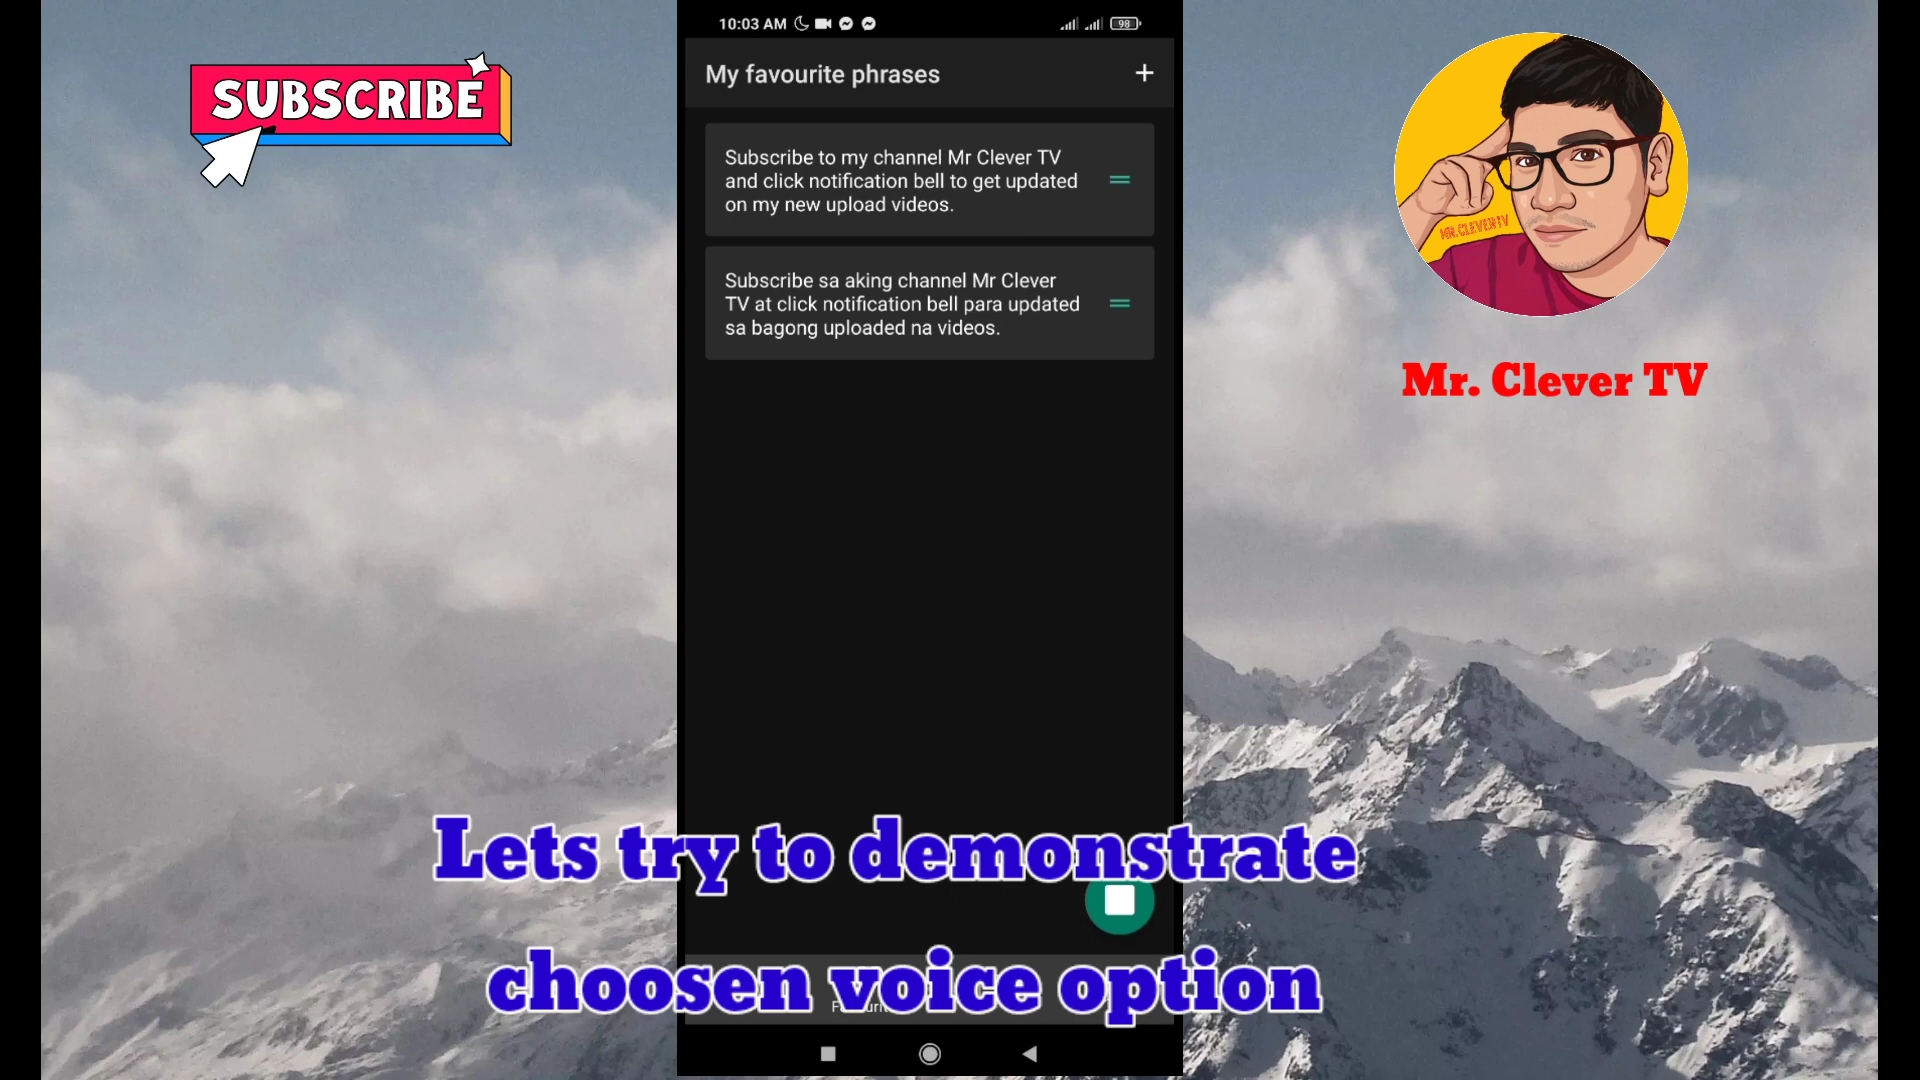 SUBSCRIBE
10:03 AM
98
My favourite phrases
+
Subscribe to my channel Mr Clever TV
and click notification bell to get updated
on my new upload videos.
Subscribe sa aking channel Mr Clever
TV at click notification bell para updated
sa bagong uploaded na videos.
MR.CLEVERTV
Mr. Clever TV
Lets try to demonstrate
choosen voice option